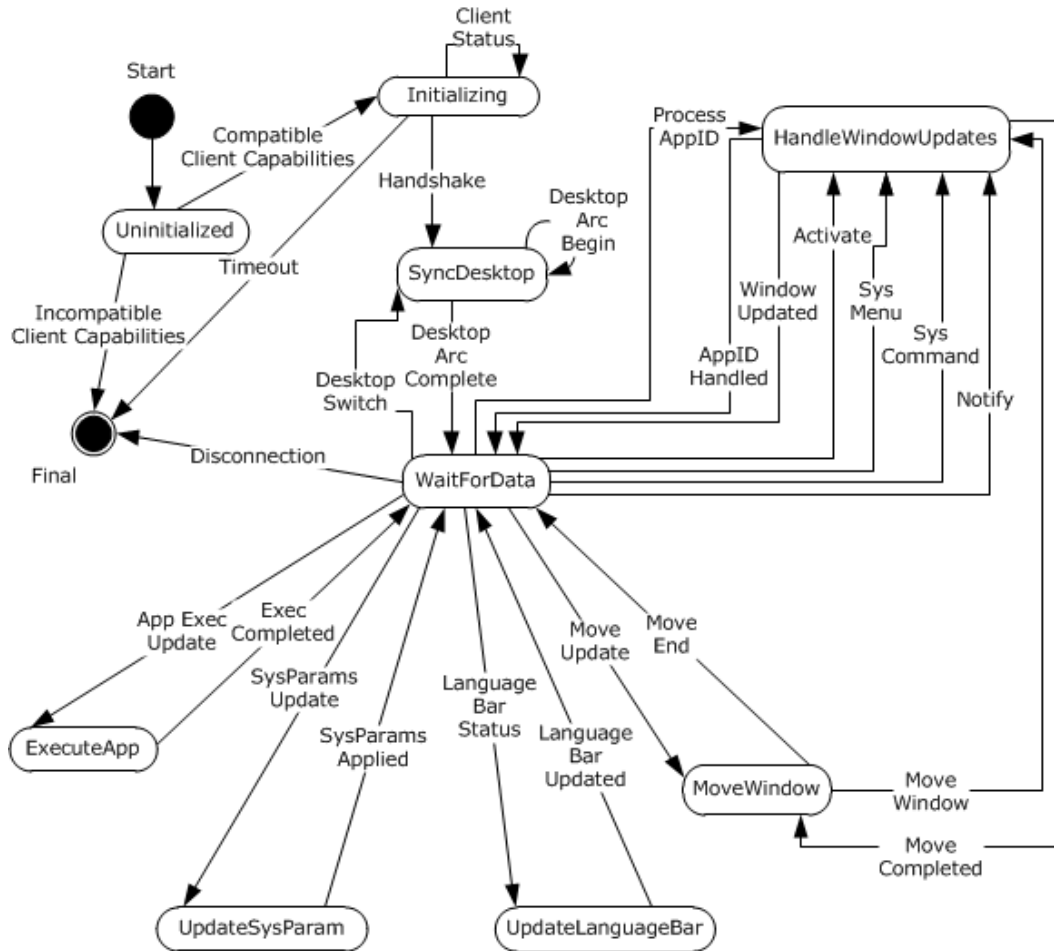 Client
Status
Start
Initializing
Process
AppID
HandleWindowUpdates
Compatible
Client Capabilities
Handshake
Desktop
Arc
Begin
Uninitialized
Activate
Timeout
SyncDesktop
Window
Updated
Sys
Menu
Incompatible
Client Capabilities
Desktop
Arc
Complete
Sys
Command
AppID
Handled
Desktop
Switch
Notify
Disconnection
Final
WaitForData
App Exec
Update
Exec
Completed
Move
Update
Move
End
SysParams
Update
Language
Bar
Status
SysParams
Applied
Language
Bar
Updated
ExecuteApp
MoveWindow
Move
Window
Move
Completed
UpdateSysParam
UpdateLanguageBar